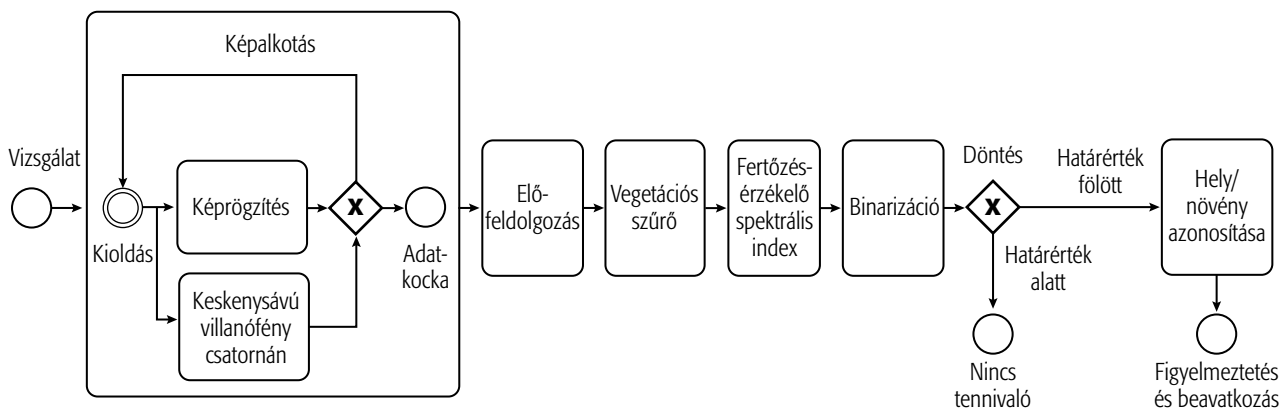 Képalkotás
Vizsgálat
Kioldás
Képrögzítés
Keskenysávú
villanófény
csatornán
X
Adat-
kocka
Elő-
feldolgozás
Vegetációs
szűrő
Fertőzés-
érzékelő
spektrális
index
Binarizáció
Döntés
X
Határérték
fölött
Határérték
alatt
Nincs
tennivaló
Hely/
növény
azonosítása
Figyelmeztetés
és beavatkozás